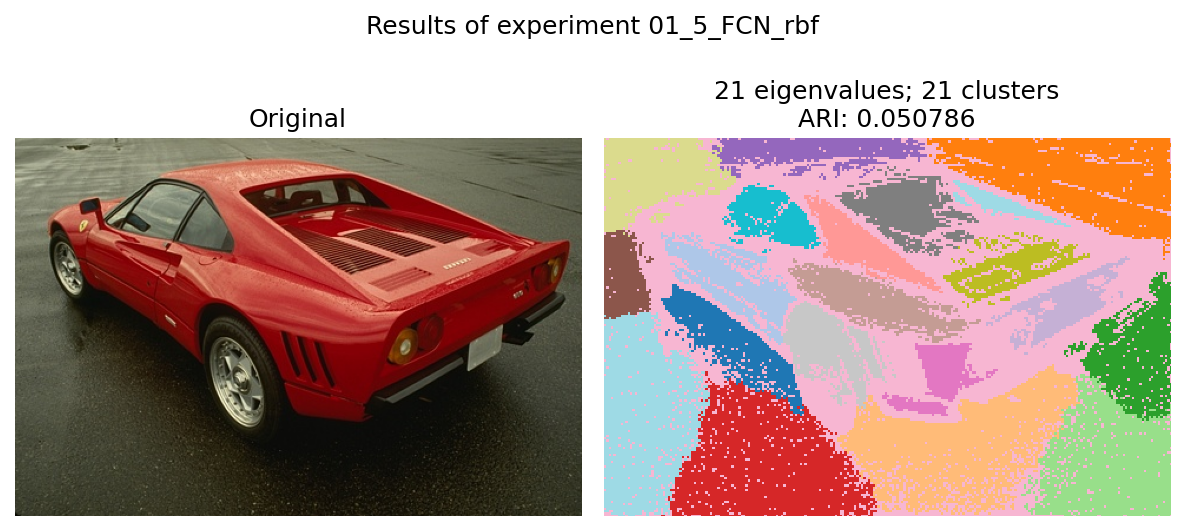 Results of experiment 01_5_FCN_rbf
Original
21 eigenvalues; 21 clusters
ARI: 0.050786